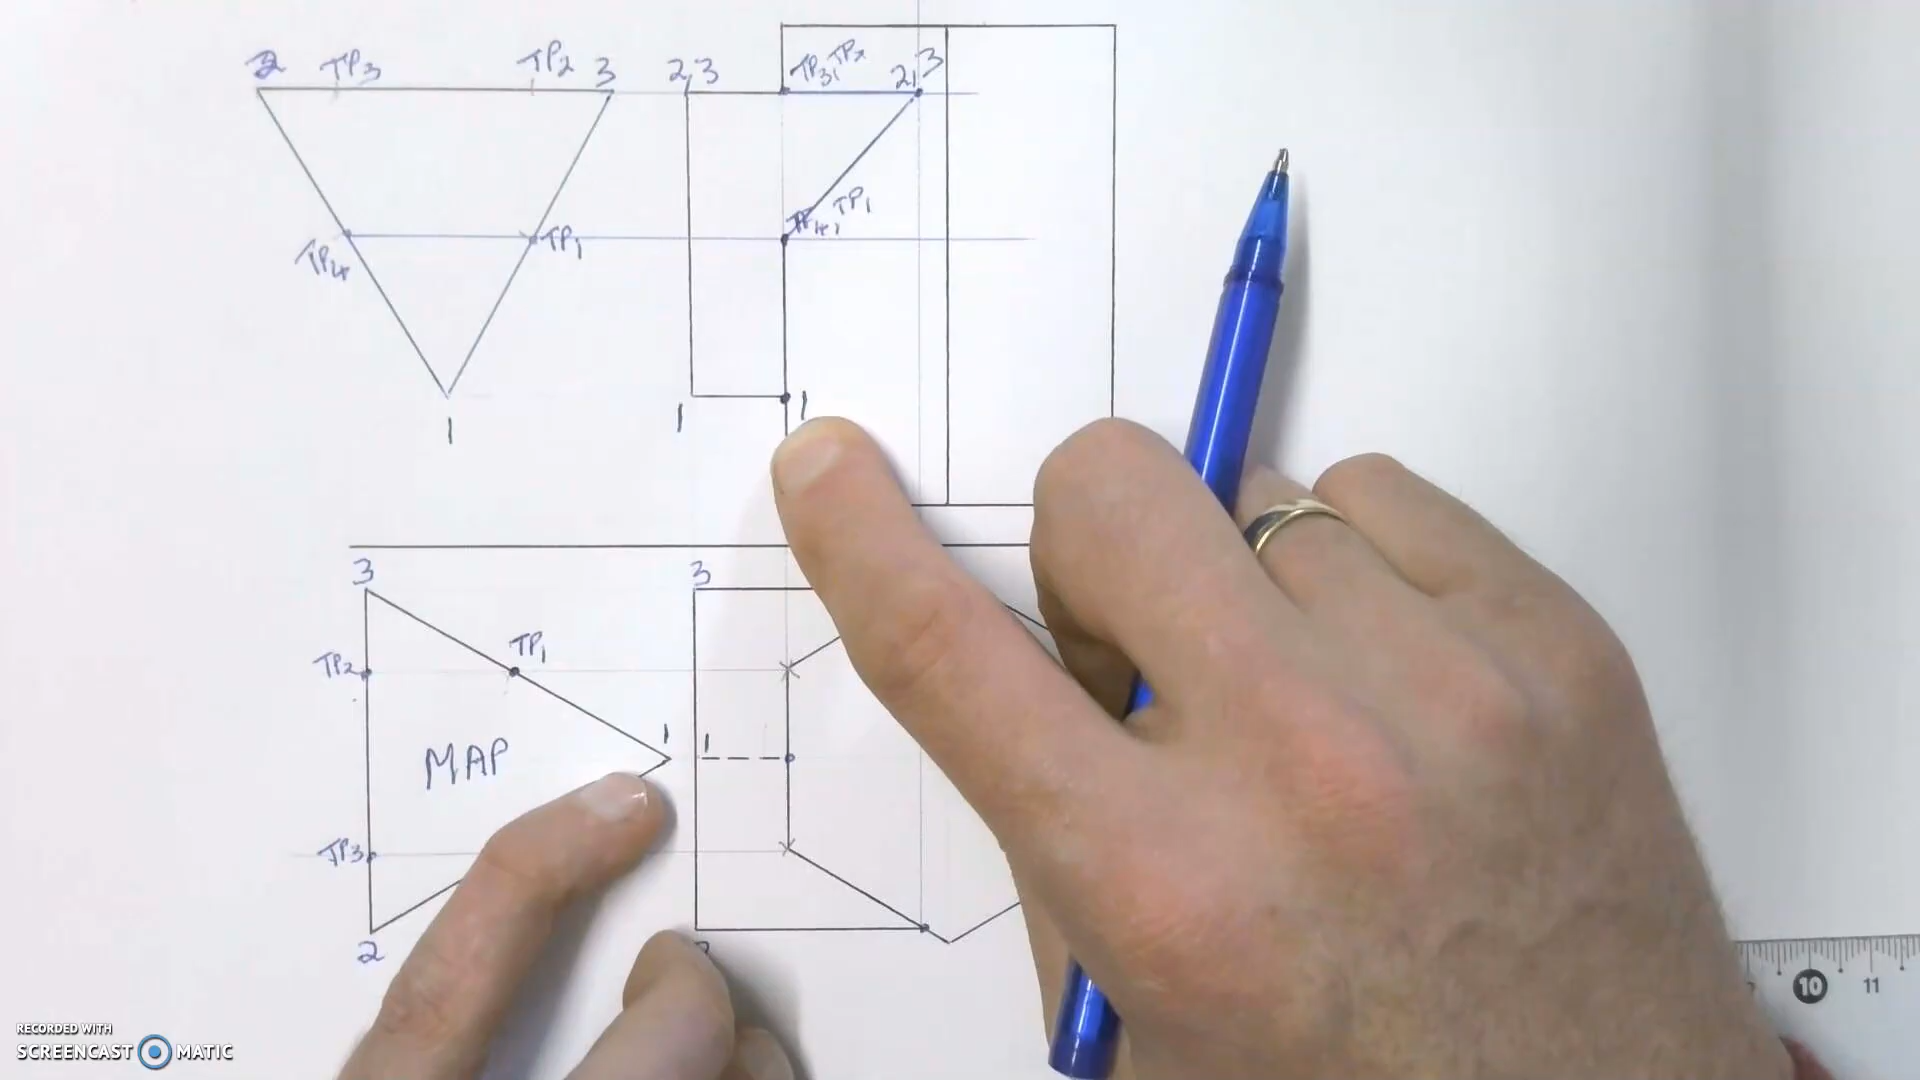 2 TP3 TP2 3 2,3 TP3, TP2 2, 3
TP4 TP1 TP4, TP1
1 1 1
3 3
TP2 TP1
MAP 1 1
TP3
2 2
10 11
RECORDED WITH
SCREENCAST MATIC